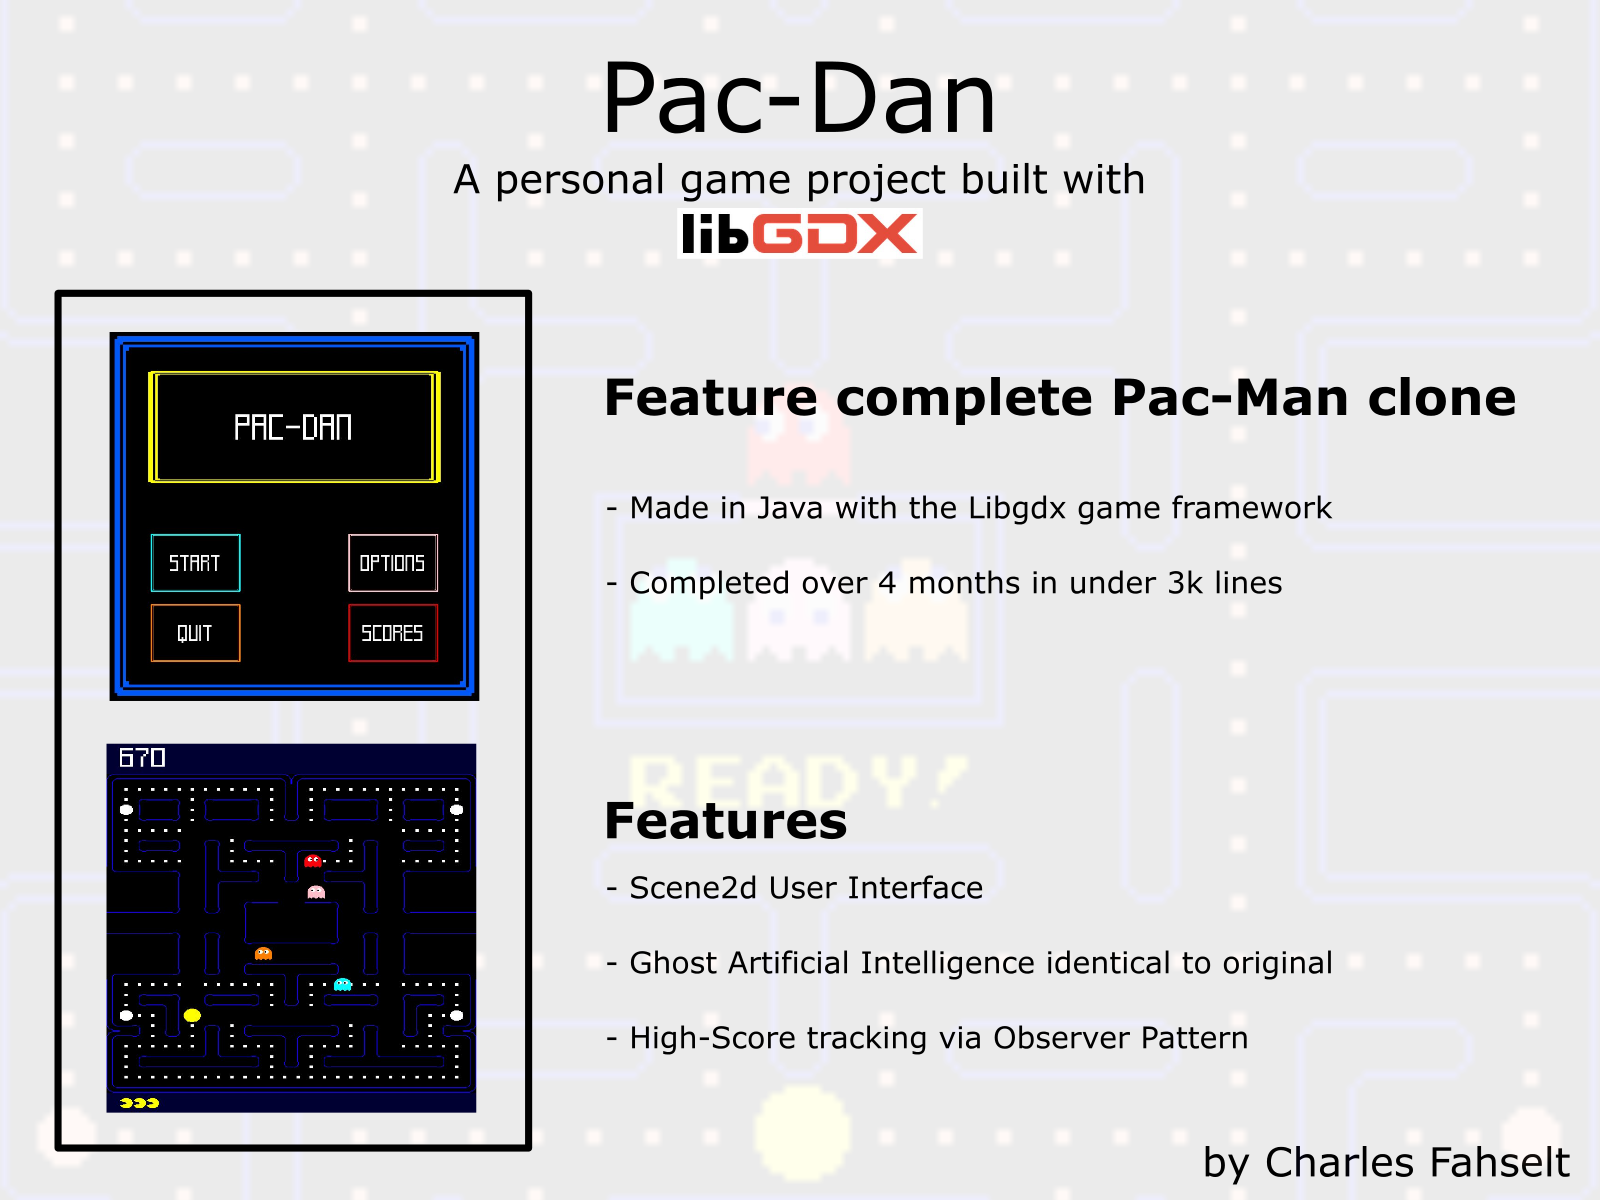 Pac-Dan
A personal game project built with
libGDX
PAC-DAN
START
OPTIONS
QUIT
SCORES
670
Feature complete Pac-Man clone
- Made in Java with the Libgdx game framework
- Completed over 4 months in under 3k lines
READY!
Features
- Scene2d User Interface
- Ghost Artificial Intelligence identical to original
- High-Score tracking via Observer Pattern
by Charles Fahselt